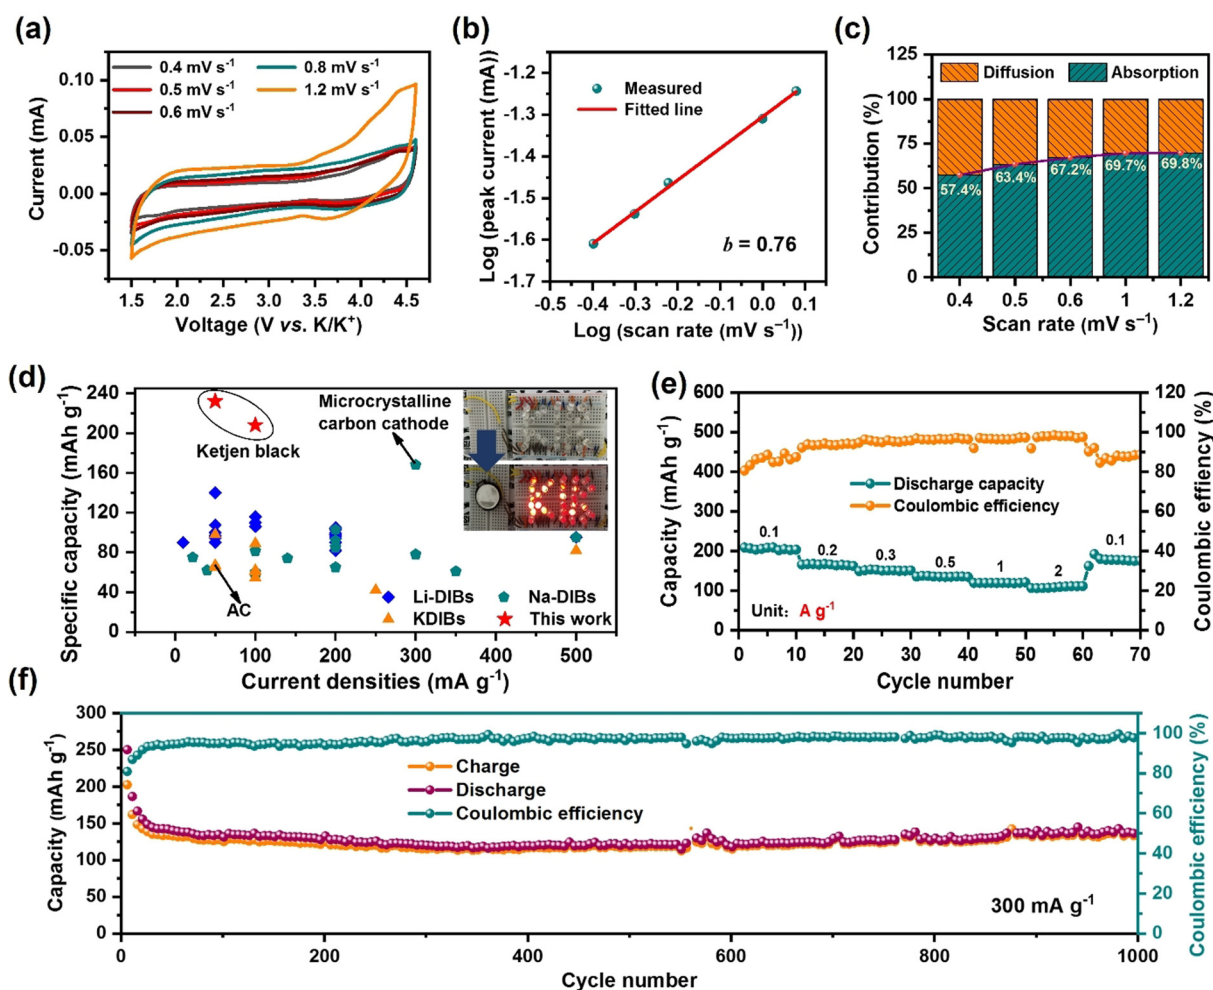 (a)
0.4 mV s⁻¹
0.5 mV s⁻¹
0.6 mV s⁻¹
0.8 mV s⁻¹
1.2 mV s⁻¹
Current (mA)
0.10
0.05
0.00
-0.05
1.5 2.0 2.5 3.0 3.5 4.0 4.5
Voltage (V vs. K/K⁺)
(b)
Measured
Fitted line
b = 0.76
Log (peak current (mA))
-1.2
-1.3
-1.4
-1.5
-1.6
-1.7
-0.5 -0.4 -0.3 -0.2 -0.1 0.0 0.1
Log (scan rate (mV s⁻¹))
(c)
Diffusion Absorption
57.4% 63.4% 67.2% 69.7% 69.8%
Contribution (%)
125
100
75
50
25
0
0.4 0.5 0.6 1 1.2
Scan rate (mV s⁻¹)
(d)
Microcrystalline
carbon cathode
Ketjen black
AC
Li-DIBs Na-DIBs
KDIBs This work
Specific capacity (mAh g⁻¹)
240
200
160
120
80
40
0
0 100 200 300 400 500
Current densities (mA g⁻¹)
(e)
Discharge capacity
Coulombic efficiency
0.1 0.2 0.3 0.5 1 2 0.1
Unit: A g⁻¹
Capacity (mAh g⁻¹)
600
500
400
300
200
100
0
Coulombic efficiency (%)
120
100
80
60
40
20
0
0 10 20 30 40 50 60 70
Cycle number
(f)
Charge
Discharge
Coulombic efficiency
300 mA g⁻¹
Capacity (mAh g⁻¹)
300
250
200
150
100
50
0
Coulombic efficiency (%)
100
80
60
40
20
0
0 200 400 600 800 1000
Cycle number